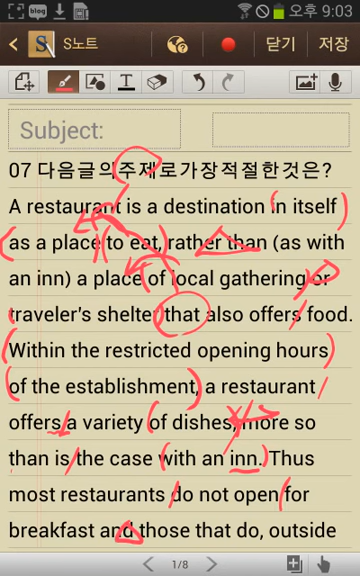 blog
오후 9:03
S
S노트
닫기
저장
T
Subject:
07 다음글의주제로가장적절한것은?
A restaurant is a destination in itself
as a place to eat, rather than (as with
an inn) a place of local gathering or
traveler's shelter that also offers food.
Within the restricted opening hours
of the establishment, a restaurant
offers a variety of dishes, more so
than is the case with an inn. Thus
most restaurants do not open for
breakfast and those that do, outside
1/8